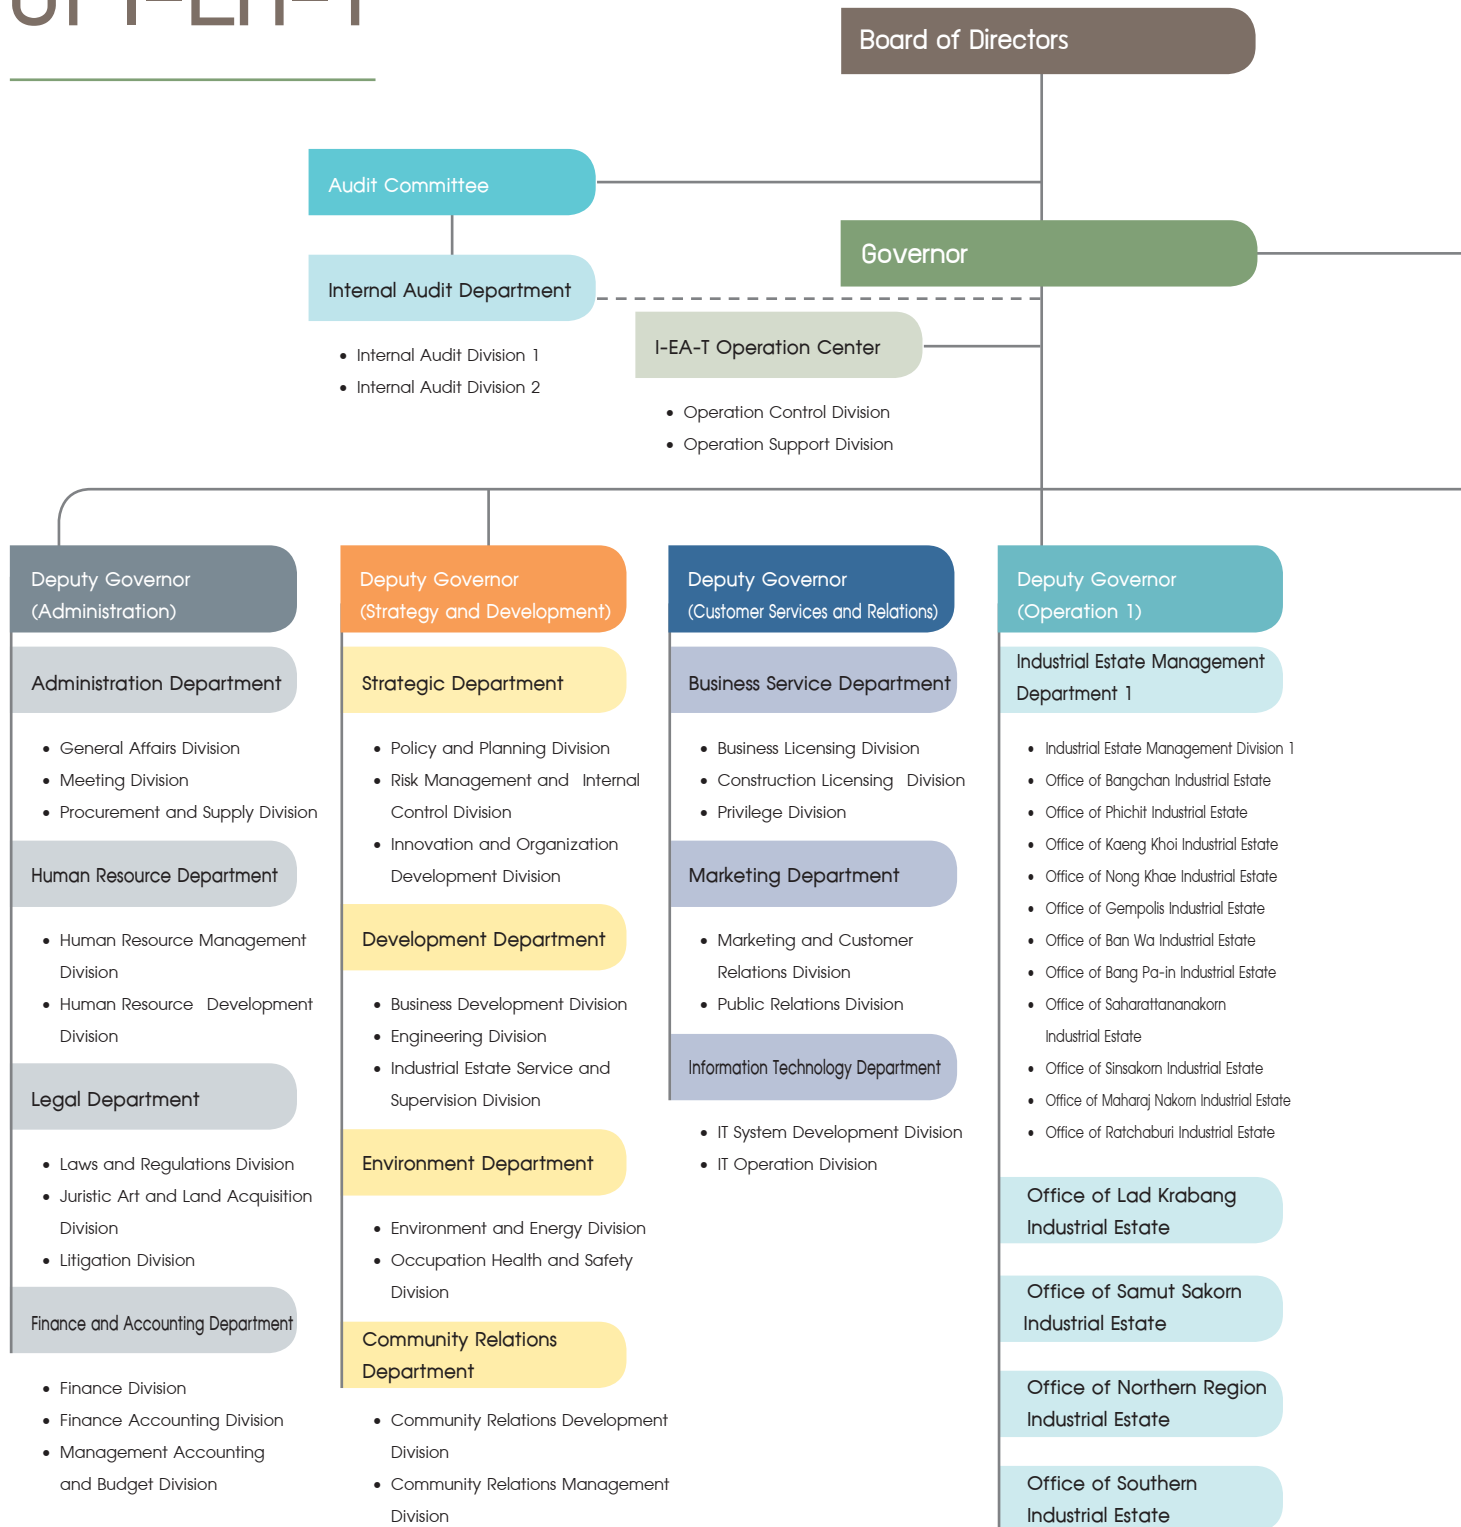 OF I-EA-T
Board of Directors
Audit Committee
Governor
Internal Audit Department
• Internal Audit Division 1
• Internal Audit Division 2
I-EA-T Operation Center
• Operation Control Division
• Operation Support Division
Deputy Governor
(Administration)
Administration Department
• General Affairs Division
• Meeting Division
• Procurement and Supply Division
Human Resource Department
• Human Resource Management
Division
• Human Resource Development
Division
Legal Department
• Laws and Regulations Division
• Juristic Art and Land Acquisition
Division
• Litigation Division
Finance and Accounting Department
• Finance Division
• Finance Accounting Division
• Management Accounting
and Budget Division
Deputy Governor
(Strategy and Development)
Strategic Department
• Policy and Planning Division
• Risk Management and Internal
Control Division
• Innovation and Organization
Development Division
Development Department
• Business Development Division
• Engineering Division
• Industrial Estate Service and
Supervision Division
Environment Department
• Environment and Energy Division
• Occupation Health and Safety
Division
Community Relations
Department
• Community Relations Development
Division
• Community Relations Management
Division
Deputy Governor
(Customer Services and Relations)
Business Service Department
• Business Licensing Division
• Construction Licensing Division
• Privilege Division
Marketing Department
• Marketing and Customer
Relations Division
• Public Relations Division
Information Technology Department
• IT System Development Division
• IT Operation Division
Deputy Governor
(Operation 1)
Industrial Estate Management
Department 1
• Industrial Estate Management Division 1
• Office of Bangchan Industrial Estate
• Office of Phichit Industrial Estate
• Office of Kaeng Khoi Industrial Estate
• Office of Nong Khae Industrial Estate
• Office of Gempolis Industrial Estate
• Office of Ban Wa Industrial Estate
• Office of Bang Pa-in Industrial Estate
• Office of Saharattananakorn
Industrial Estate
• Office of Sinsakorn Industrial Estate
• Office of Maharaj Nakorn Industrial Estate
• Office of Ratchaburi Industrial Estate
Office of Lad Krabang
Industrial Estate
Office of Samut Sakorn
Industrial Estate
Office of Northern Region
Industrial Estate
Office of Southern
Industrial Estate